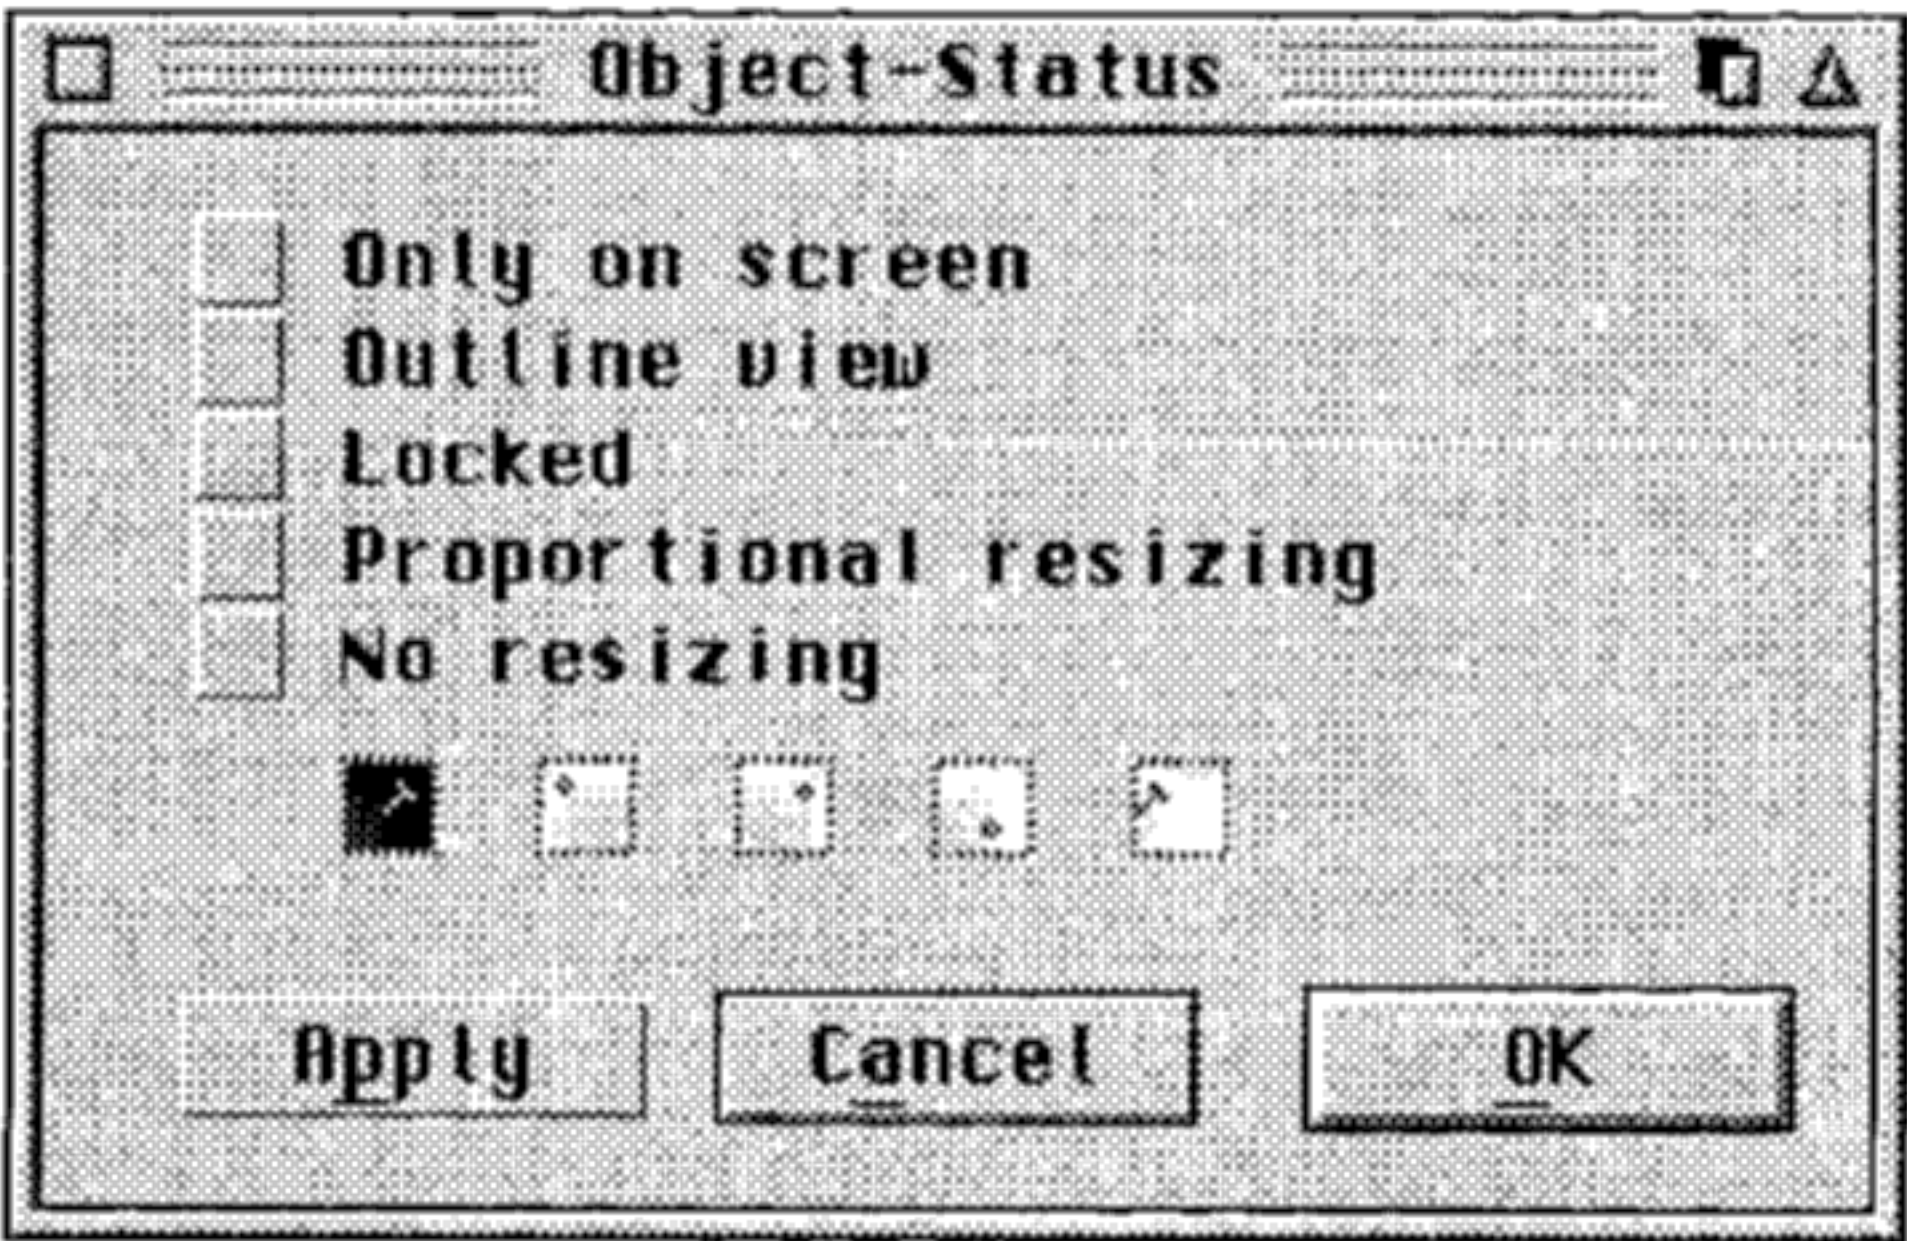 Object-Status
Only on screen
Outline view
Locked
Proportional resizing
No resizing
Apply
Cancel
OK